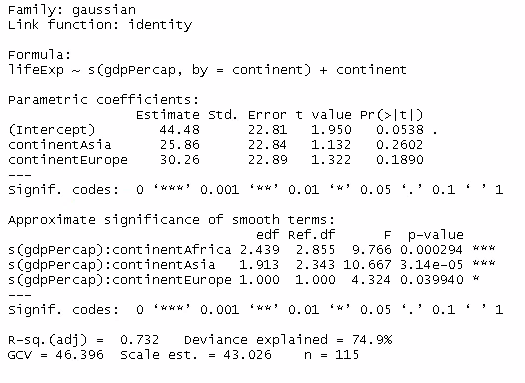 Family: gaussian
Link function: identity

Formula:
lifeExp ~ s(gdpPercap, by = continent) + continent

Parametric coefficients:
                Estimate Std. Error t value Pr(>|t|)
(Intercept)        44.48      22.81   1.950   0.0538 .
continentAsia      25.86      22.84   1.132   0.2602
continentEurope    30.26      22.89   1.322   0.1890
---
Signif. codes:  0 ‘***’ 0.001 ‘**’ 0.01 ‘*’ 0.05 ‘.’ 0.1 ‘ ’ 1

Approximate significance of smooth terms:
                               edf Ref.df      F  p-value
s(gdpPercap):continentAfrica 2.439  2.855  9.766 0.000294 ***
s(gdpPercap):continentAsia   1.913  2.343 10.667 3.14e-05 ***
s(gdpPercap):continentEurope 1.000  1.000  4.324 0.039940 *
---
Signif. codes:  0 ‘***’ 0.001 ‘**’ 0.01 ‘*’ 0.05 ‘.’ 0.1 ‘ ’ 1

R-sq.(adj) =  0.732   Deviance explained = 74.9%
GCV = 46.396  Scale est. = 43.026    n = 115